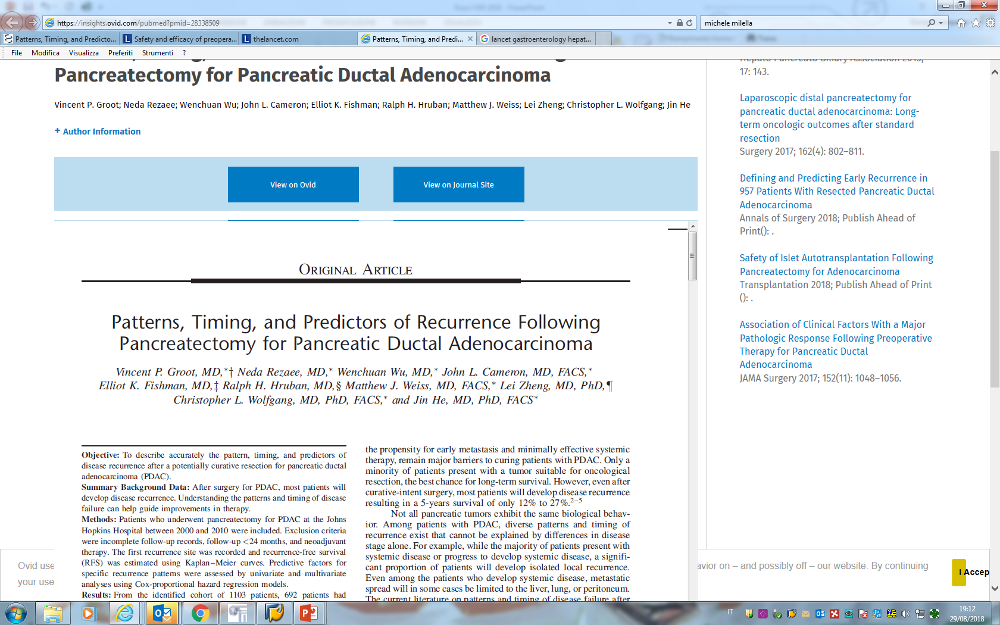 https://insights.ovid.com/pubmed?pmid=28338509
michele milella
Patterns, Timing, and Predicto...
Safety and efficacy of preopera...
thelancet.com
Patterns, Timing, and Predi...
lancet gastroenterology hepat...
File Modifica Visualizza Preferiti Strumenti ?
Pancreatectomy for Pancreatic Ductal Adenocarcinoma
Vincent P. Groot; Neda Rezaee; Wenchuan Wu; John L. Cameron; Elliot K. Fishman; Ralph H. Hruban; Matthew J. Weiss; Lei Zheng; Christopher L. Wolfgang; Jin He
+ Author Information
View on Ovid
View on Journal Site
ORIGINAL ARTICLE
Patterns, Timing, and Predictors of Recurrence Following
Pancreatectomy for Pancreatic Ductal Adenocarcinoma
Vincent P. Groot, MD,*† Neda Rezaee, MD,* Wenchuan Wu, MD,* John L. Cameron, MD, FACS,*
Elliot K. Fishman, MD,‡ Ralph H. Hruban, MD,§ Matthew J. Weiss, MD, FACS,* Lei Zheng, MD, PhD,¶
Christopher L. Wolfgang, MD, PhD, FACS,* and Jin He, MD, PhD, FACS*
Objective: To describe accurately the pattern, timing, and predictors of
disease recurrence after a potentially curative resection for pancreatic ductal
adenocarcinoma (PDAC).
Summary Background Data: After surgery for PDAC, most patients will
develop disease recurrence. Understanding the patterns and timing of disease
failure can help guide improvements in therapy.
Methods: Patients who underwent pancreatectomy for PDAC at the Johns
Hopkins Hospital between 2000 and 2010 were included. Exclusion criteria
were incomplete follow-up records, follow-up <24 months, and neoadjuvant
therapy. The first recurrence site was recorded and recurrence-free survival
(RFS) was estimated using Kaplan–Meier curves. Predictive factors for
specific recurrence patterns were assessed by univariate and multivariate
analyses using Cox-proportional hazard regression models.
Results: From the identified cohort of 1103 patients, 692 patients had
the propensity for early metastasis and minimally effective systemic
therapy, remain major barriers to curing patients with PDAC. Only a
minority of patients present with a tumor suitable for oncological
resection, the best chance for long-term survival. However, even after
curative-intent surgery, most patients will develop disease recurrence
resulting in a 5-years survival of only 12% to 27%.2–5
Not all pancreatic tumors exhibit the same biological behav-
ior. Among patients with PDAC, diverse patterns and timing of
recurrence exist that cannot be explained by differences in disease
stage alone. For example, while the majority of patients present with
systemic disease or progress to develop systemic disease, a signifi-
cant proportion of patients will develop isolated local recurrence.
Even among the patients who develop systemic disease, metastatic
spread will in some cases be limited to the liver, lung, or peritoneum.
The current literature on patterns and timing of disease failure after
Hepato Pancreato Biliary Association 2015;
17: 143.
Laparoscopic distal pancreatectomy for
pancreatic ductal adenocarcinoma: Long-
term oncologic outcomes after standard
resection
Surgery 2017; 162(4): 802–811.
Defining and Predicting Early Recurrence in
957 Patients With Resected Pancreatic Ductal
Adenocarcinoma
Annals of Surgery 2018; Publish Ahead of
Print(): .
Safety of Islet Autotransplantation Following
Pancreatectomy for Adenocarcinoma
Transplantation 2018; Publish Ahead of Print
(): .
Association of Clinical Factors With a Major
Pathologic Response Following Preoperative
Therapy for Pancreatic Ductal
Adenocarcinoma
JAMA Surgery 2017; 152(11): 1048–1056.
Ovid use
your use
avior on – and possibly off – our website. By continuing
I Accep
IT
19:12
29/08/2018